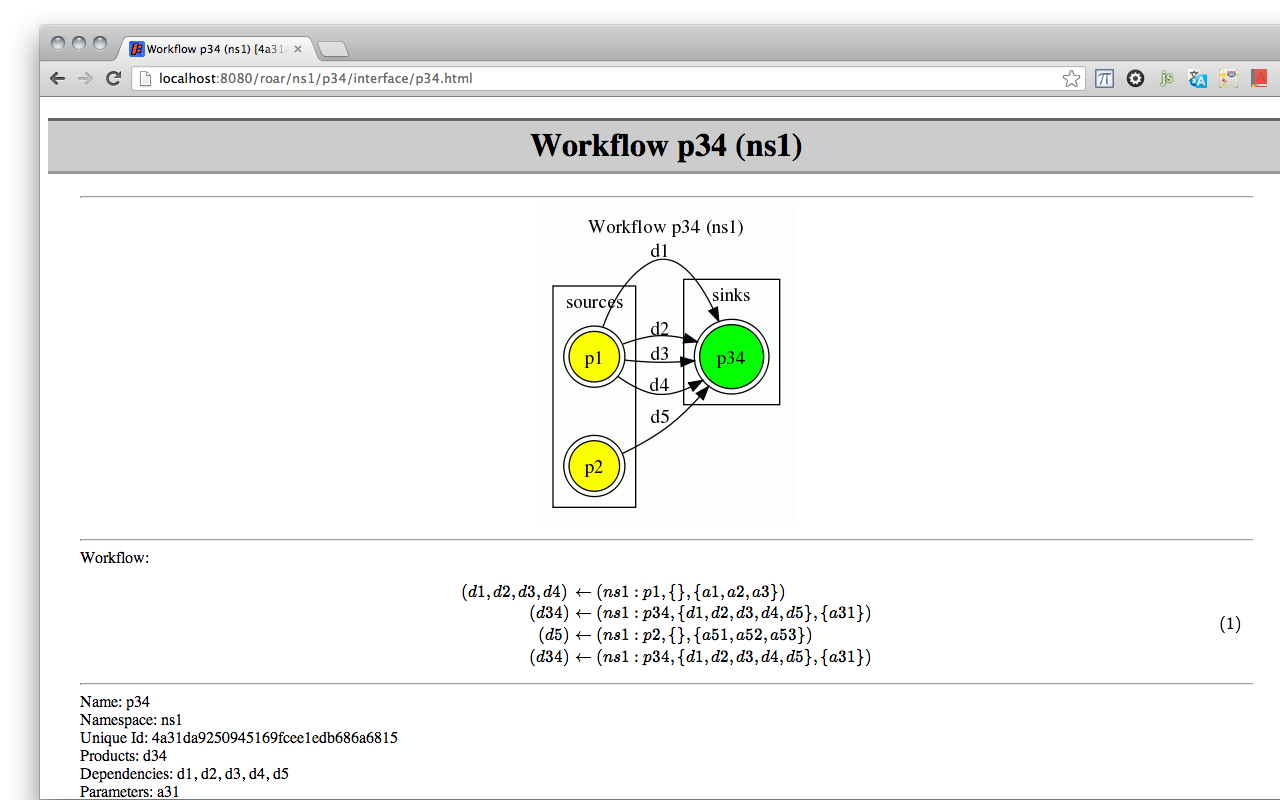 Workflow p34 (ns1) [4a31
localhost:8080/roar/ns1/p34/interface/p34.html
π js
Workflow p34 (ns1)
Workflow p34 (ns1)
d1
sources
sinks
d2
p1
d3
p34
d4
d5
p2
Workflow:
(d1, d2, d3, d4) ← (ns1 : p1, {}, {a1, a2, a3})
(d34) ← (ns1 : p34, {d1, d2, d3, d4, d5}, {a31})
(1)
(d5) ← (ns1 : p2, {}, {a51, a52, a53})
(d34) ← (ns1 : p34, {d1, d2, d3, d4, d5}, {a31})
Name: p34
Namespace: ns1
Unique Id: 4a31da9250945169fcee1edb686a6815
Products: d34
Dependencies: d1, d2, d3, d4, d5
Parameters: a31